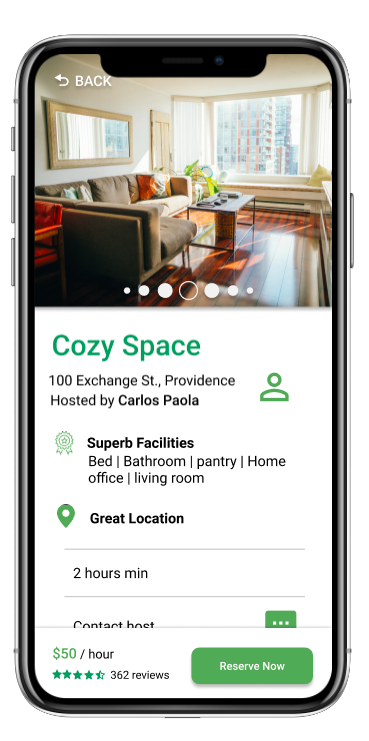 BACK
Cozy Space
100 Exchange St., Providence
Hosted by Carlos Paola
Superb Facilities
Bed | Bathroom | pantry | Home
office | living room
Great Location
2 hours min
Contact host
$50 / hour
362 reviews
Reserve Now